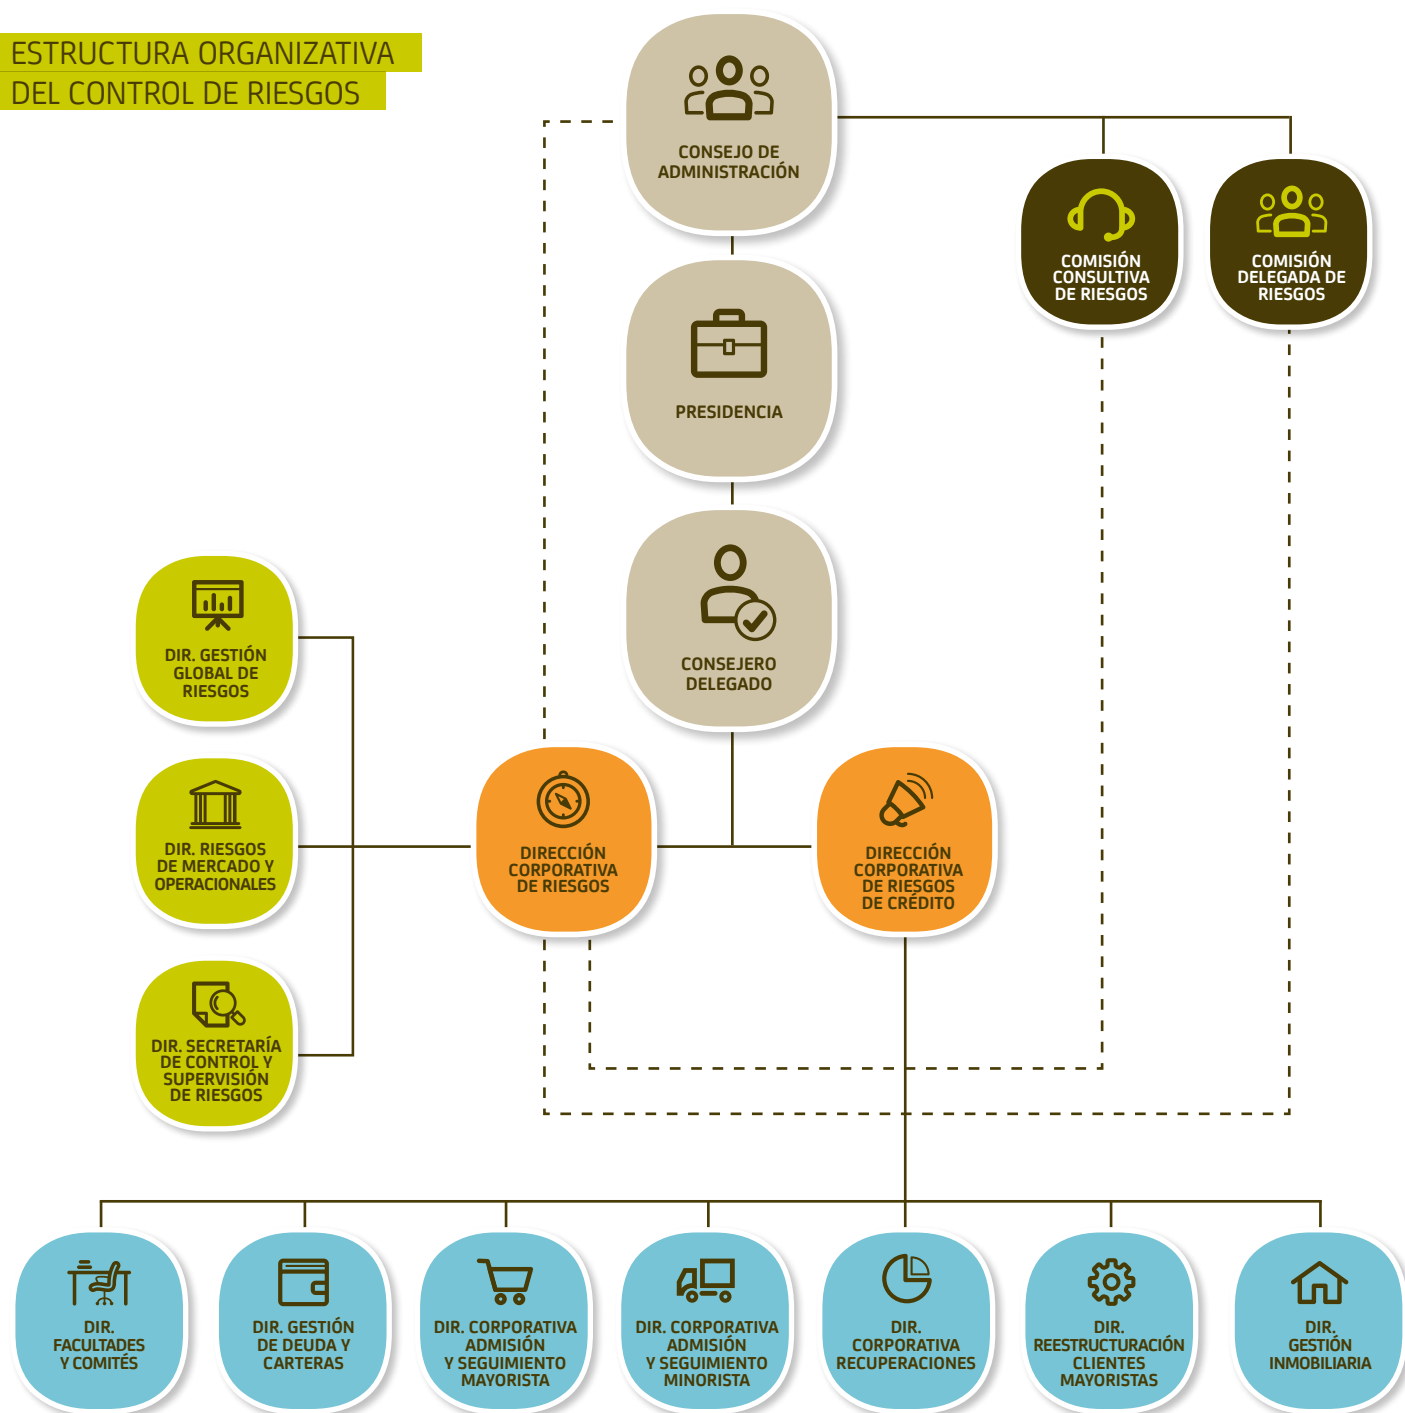 ESTRUCTURA ORGANIZATIVA
DEL CONTROL DE RIESGOS
CONSEJO DE
ADMINISTRACIÓN
COMISIÓN
CONSULTIVA
DE RIESGOS
COMISIÓN
DELEGADA DE
RIESGOS
PRESIDENCIA
CONSEJERO
DELEGADO
DIR. GESTIÓN
GLOBAL DE
RIESGOS
DIR. RIESGOS
DE MERCADO Y
OPERACIONALES
DIR. SECRETARÍA
DE CONTROL Y
SUPERVISIÓN
DE RIESGOS
DIRECCIÓN
CORPORATIVA
DE RIESGOS
DIRECCIÓN
CORPORATIVA
DE RIESGOS
DE CRÉDITO
DIR.
FACULTADES
Y COMITÉS
DIR. GESTIÓN
DE DEUDA Y
CARTERAS
DIR. CORPORATIVA
ADMISIÓN
Y SEGUIMIENTO
MAYORISTA
DIR. CORPORATIVA
ADMISIÓN
Y SEGUIMIENTO
MINORISTA
DIR.
CORPORATIVA
RECUPERACIONES
DIR.
REESTRUCTURACIÓN
CLIENTES
MAYORISTAS
DIR.
GESTIÓN
INMOBILIARIA